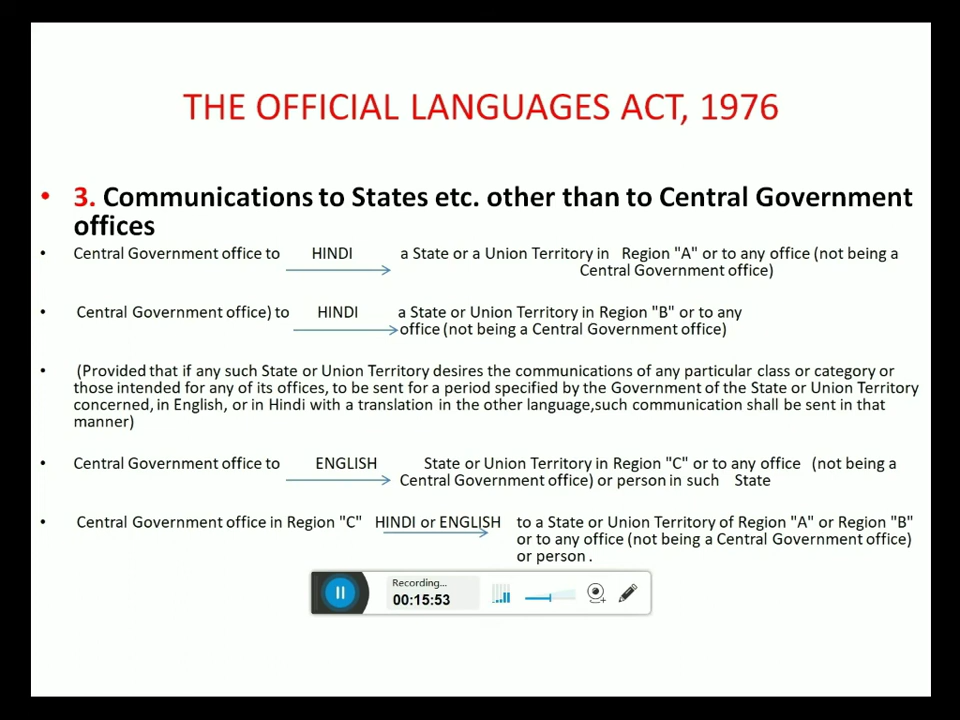 THE OFFICIAL LANGUAGES ACT, 1976
• 3. Communications to States etc. other than to Central Government
offices
• Central Government office to HINDI a State or a Union Territory in Region "A" or to any office (not being a
Central Government office)
• Central Government office) to HINDI a State or Union Territory in Region "B" or to any
office (not being a Central Government office)
• (Provided that if any such State or Union Territory desires the communications of any particular class or category or
those intended for any of its offices, to be sent for a period specified by the Government of the State or Union Territory
concerned, in English, or in Hindi with a translation in the other language,such communication shall be sent in that
manner)
• Central Government office to ENGLISH State or Union Territory in Region "C" or to any office (not being a
Central Government office) or person in such State
• Central Government office in Region "C" HINDI or ENGLISH to a State or Union Territory of Region "A" or Region "B"
or to any office (not being a Central Government office)
or person .
Recording...
00:15:53